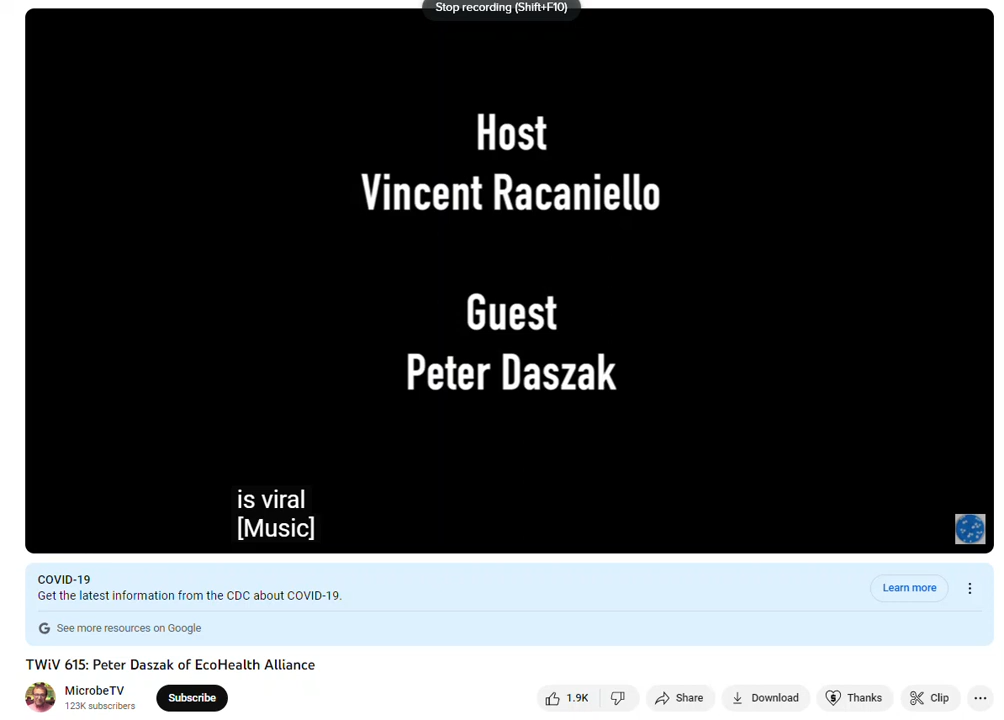 Stop recording (Shift+F10)
Host
Vincent Racaniello
Guest
Peter Daszak
is viral
[Music]
COVID-19
Get the latest information from the CDC about COVID-19.
Learn more
G See more resources on Google
TWiV 615: Peter Daszak of EcoHealth Alliance
MicrobeTV
123K subscribers
Subscribe
1.9K
Share
Download
Thanks
Clip